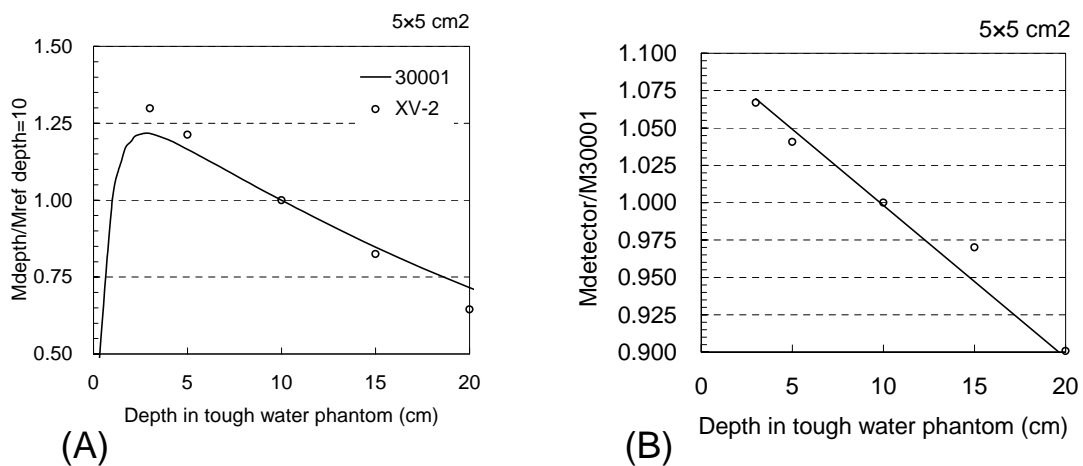 5×5 cm2
1.50
1.25
1.00
0.75
0.50
Mdepth/Mref depth=10
30001
XV-2
0 5 10 15 20
Depth in tough water phantom (cm)
(A)
5×5 cm2
1.100
1.075
1.050
1.025
1.000
0.975
0.950
0.925
0.900
Mdetector/M30001
0 5 10 15 20
Depth in tough water phantom (cm)
(B)